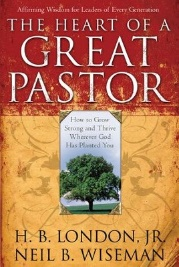 Affirming Wisdom for Leaders of Every Generation
THE HEART OF A
GREAT
PASTOR
How to Grow
Strong and Thrive
Wherever God
Has Planted You
H. B. LONDON, JR.
NEIL B. WISEMAN